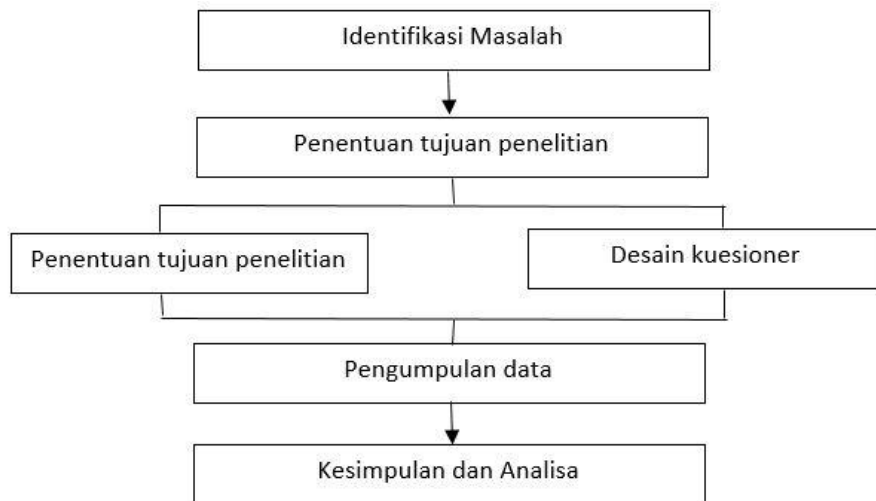 Identifikasi Masalah
Penentuan tujuan penelitian
Penentuan tujuan penelitian
Desain kuesioner
Pengumpulan data
Kesimpulan dan Analisa